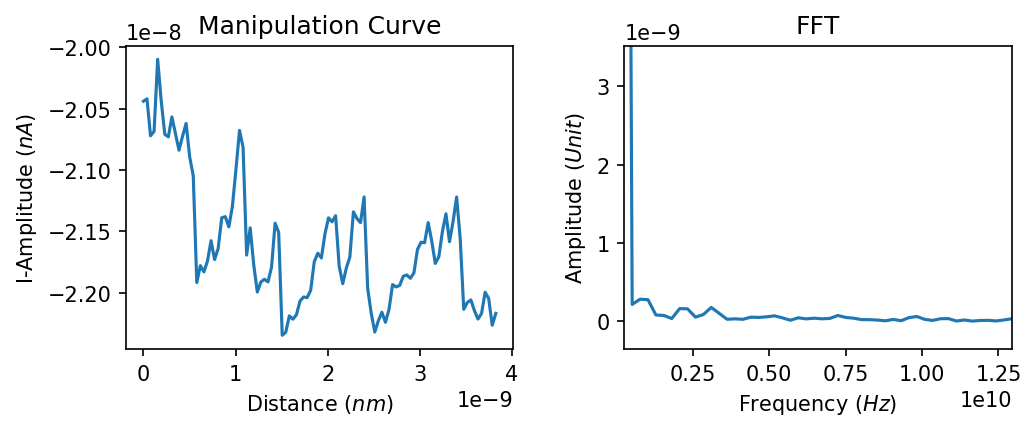 Manipulation Curve
1e−8
−2.00
−2.05
−2.10
−2.15
−2.20
I-Amplitude (nA)
0 1 2 3 4
1e−9
Distance (nm)
FFT
1e−9
3
2
1
0
Amplitude (Unit)
0.25 0.50 0.75 1.00 1.25
1e10
Frequency (Hz)